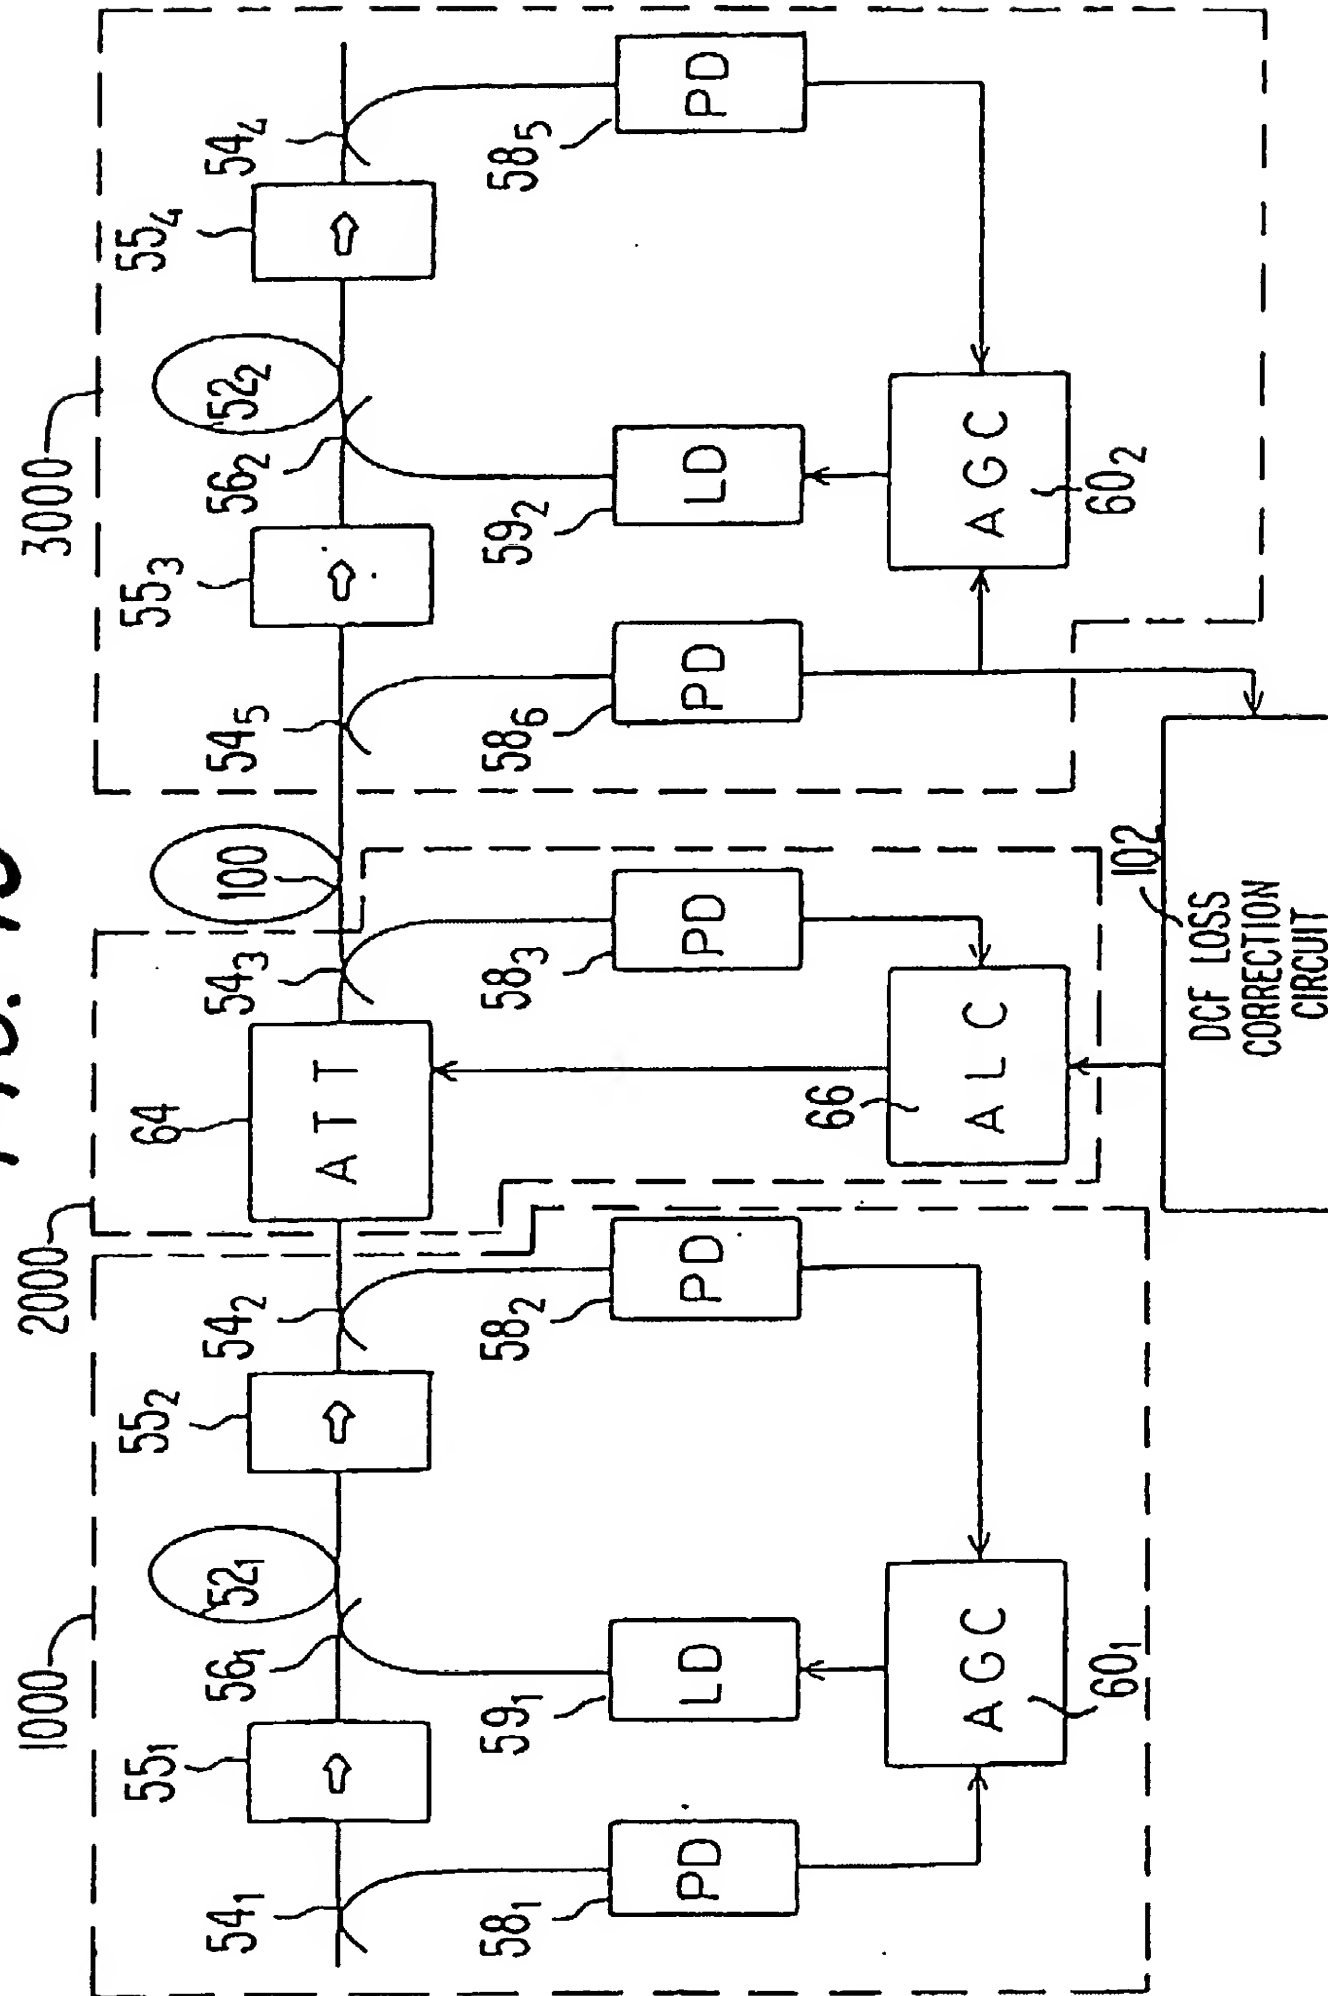 1000
2000
3000
54₁
55₁
56₁
52₁
55₂
54₂
64
ATT
54₃
100
54₅
55₃
56₂
52₂
55₄
54₄
58₁
PD
59₁
LD
58₂
PD
58₃
PD
58₆
PD
59₂
LD
58₅
PD
AGC
60₁
66
ALC
AGC
60₂
102
DCF LOSS
CORRECTION
CIRCUIT